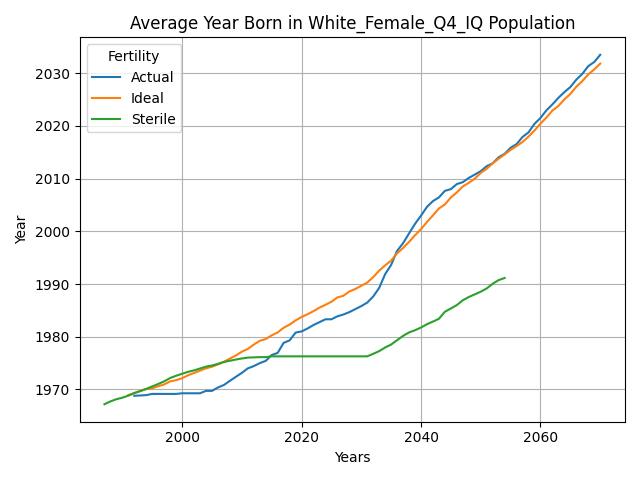 Average Year Born in White_Female_Q4_IQ Population
Fertility
Actual
Ideal
Sterile
2030
2020
2010
2000
1990
1980
1970
Year
2000
2020
2040
2060
Years